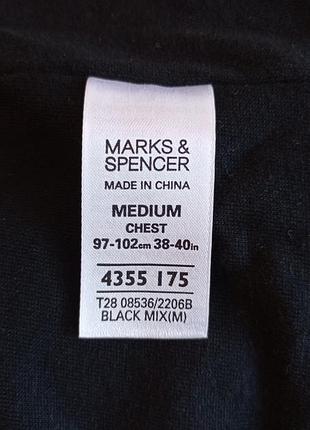 MARKS &
SPENCER
MADE IN CHINA
MEDIUM
CHEST
97-102cm 38-40in
4355 175
T28 08536/2206B
BLACK MIX(M)